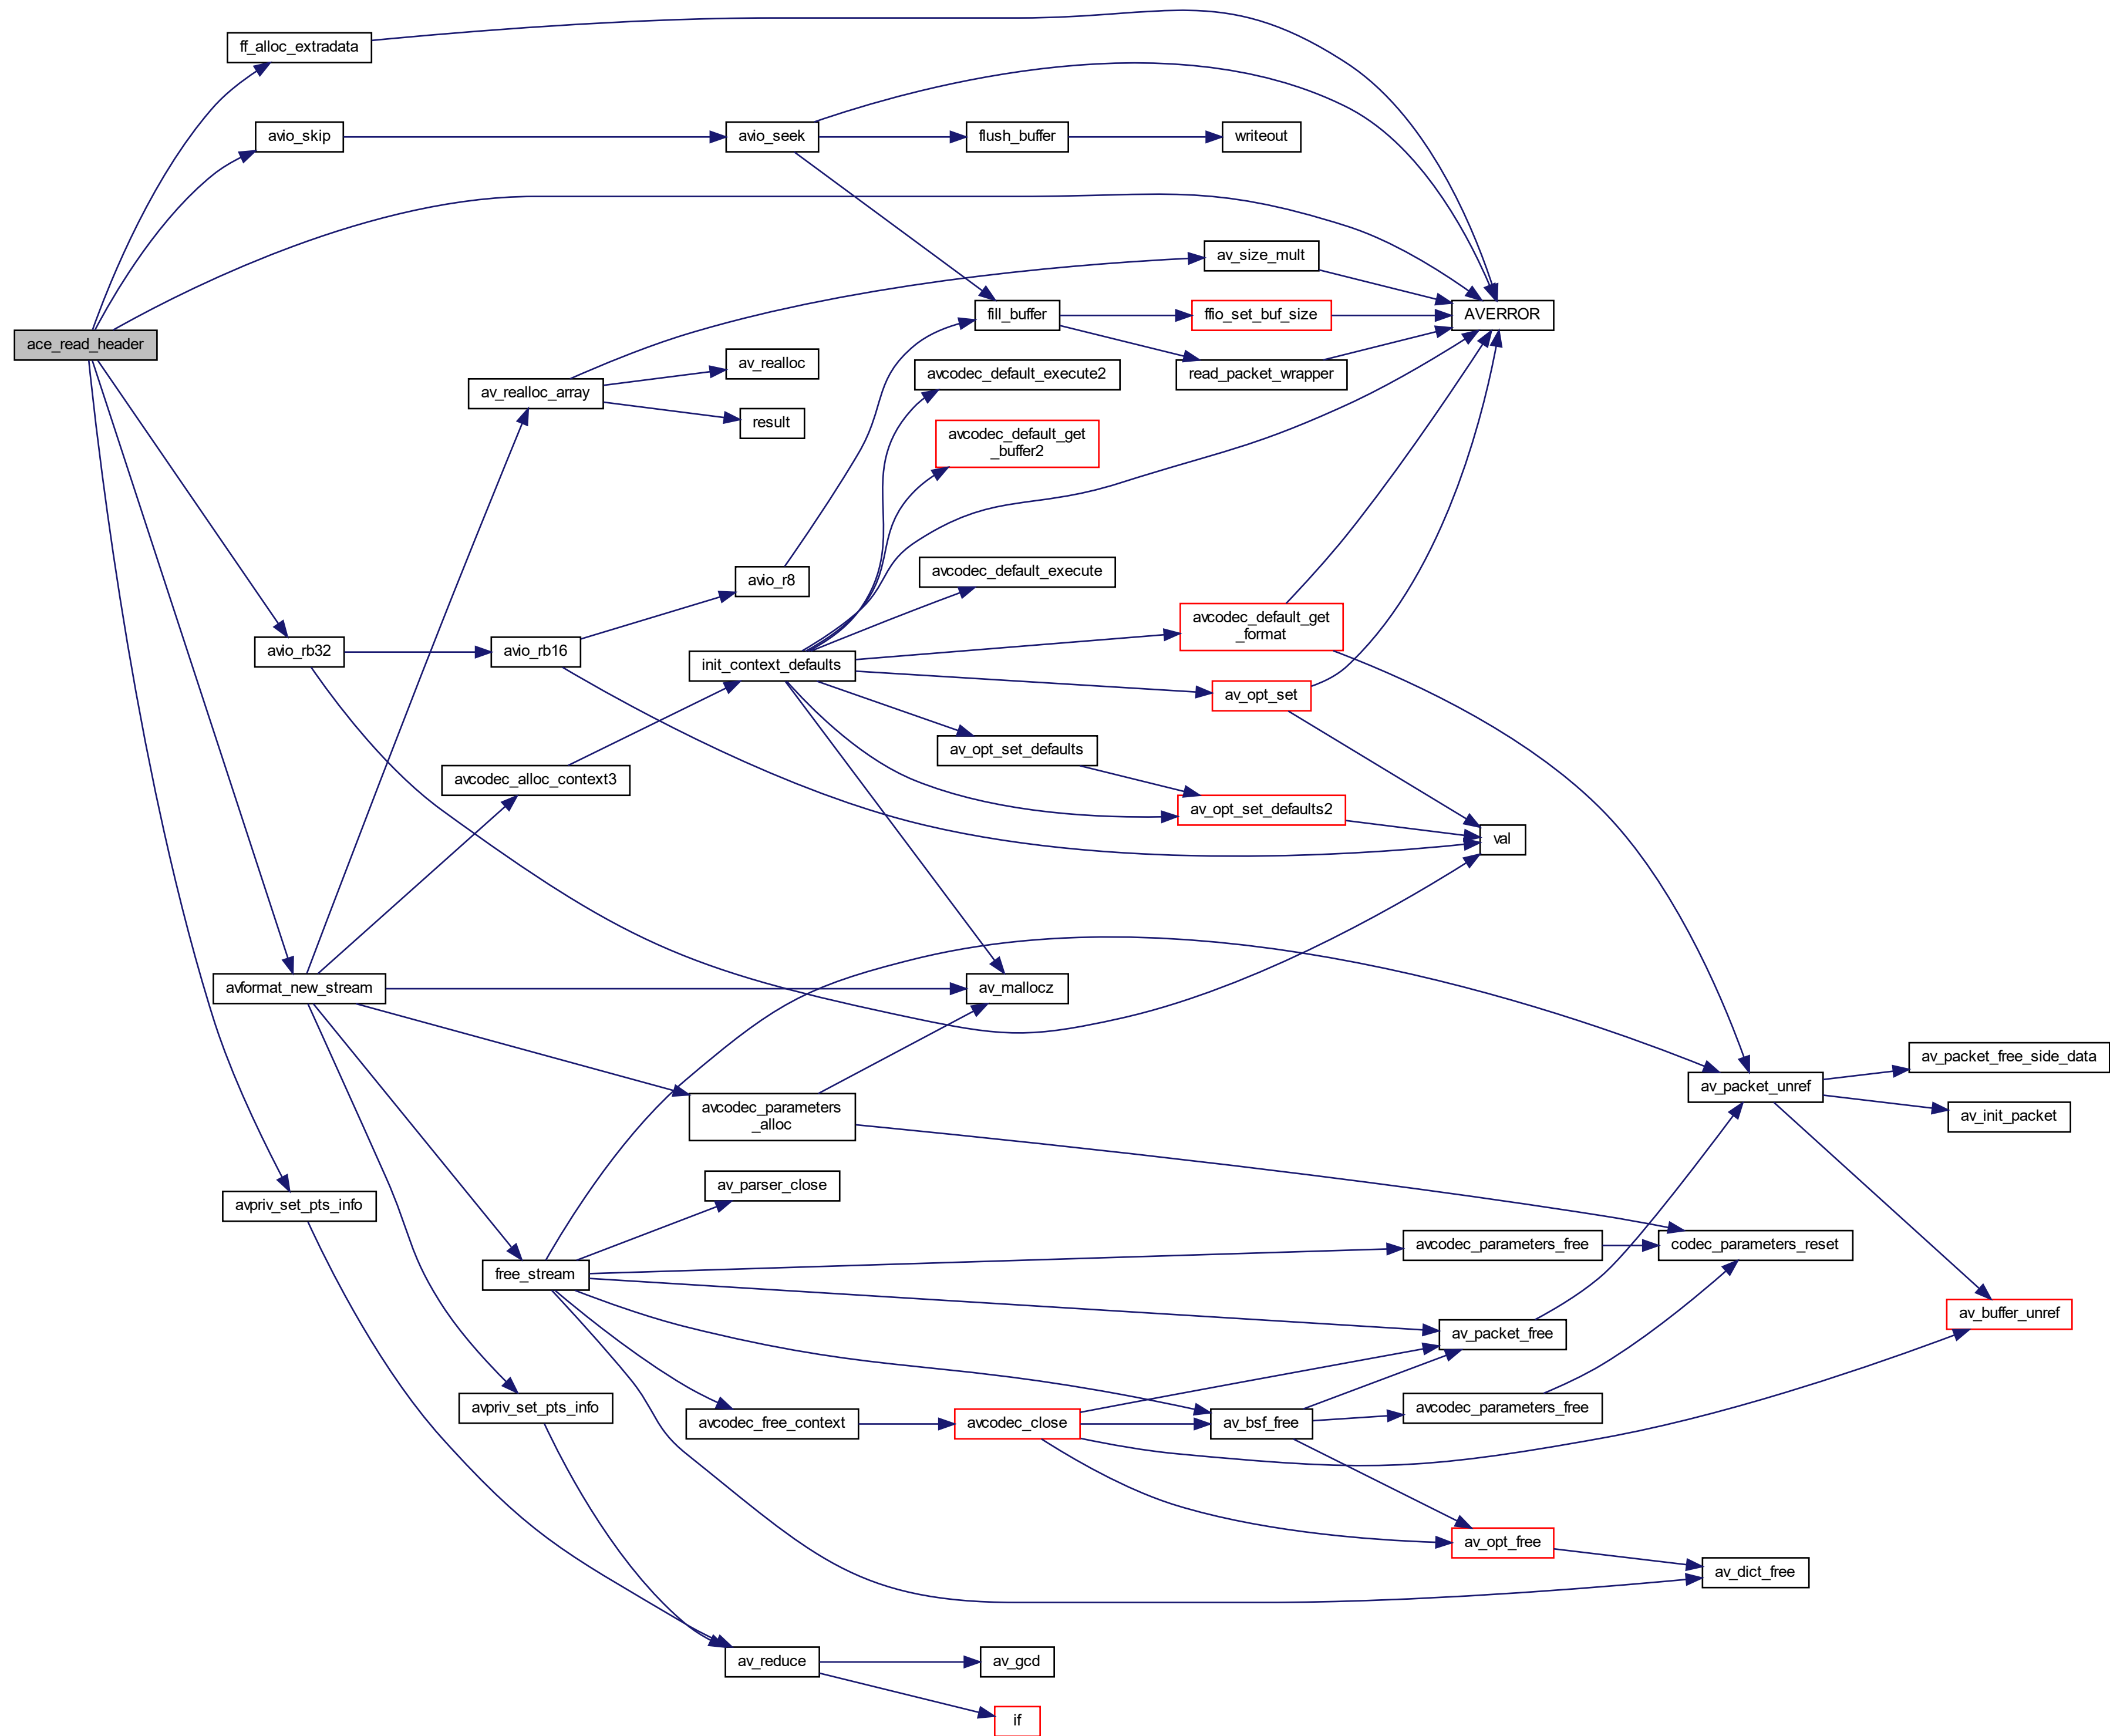 ff_alloc_extradata
avio_skip
avio_seek
flush_buffer
writeout
av_size_mult
ace_read_header
fill_buffer
ffio_set_buf_size
AVERROR
av_realloc
avcodec_default_execute2
read_packet_wrapper
av_realloc_array
result
avcodec_default_get
_buffer2
avio_r8
avcodec_default_execute
avcodec_default_get
_format
avio_rb32
avio_rb16
init_context_defaults
av_opt_set
av_opt_set_defaults
avcodec_alloc_context3
av_opt_set_defaults2
val
avformat_new_stream
av_mallocz
av_packet_free_side_data
av_packet_unref
av_init_packet
avcodec_parameters
_alloc
av_parser_close
avpriv_set_pts_info
avcodec_parameters_free
codec_parameters_reset
free_stream
av_buffer_unref
av_packet_free
avpriv_set_pts_info
avcodec_free_context
avcodec_close
av_bsf_free
avcodec_parameters_free
av_opt_free
av_dict_free
av_reduce
av_gcd
if